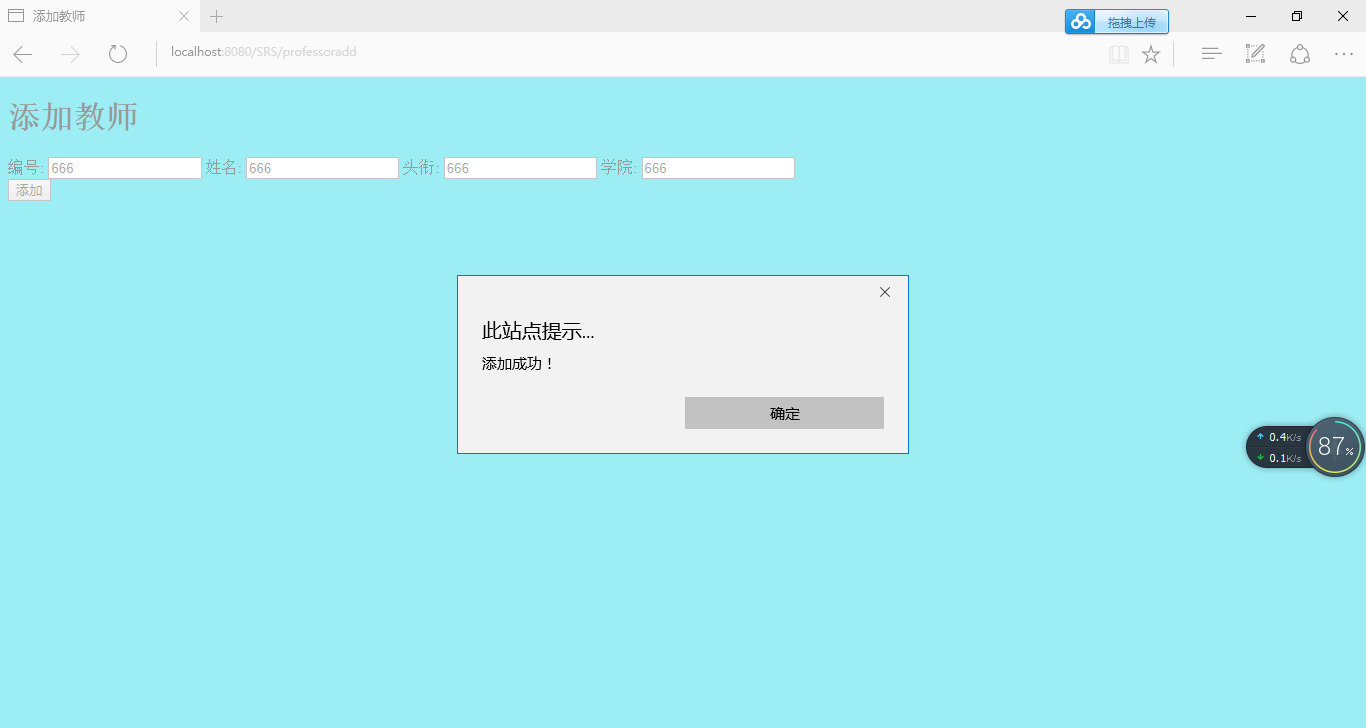 添加教师
拖拽上传
localhost:8080/SRS/professoradd
添加教师
编号: 666 姓名: 666 头衔: 666 学院: 666
添加
此站点提示...
添加成功！
确定
0.4K/s
0.1K/s
87%